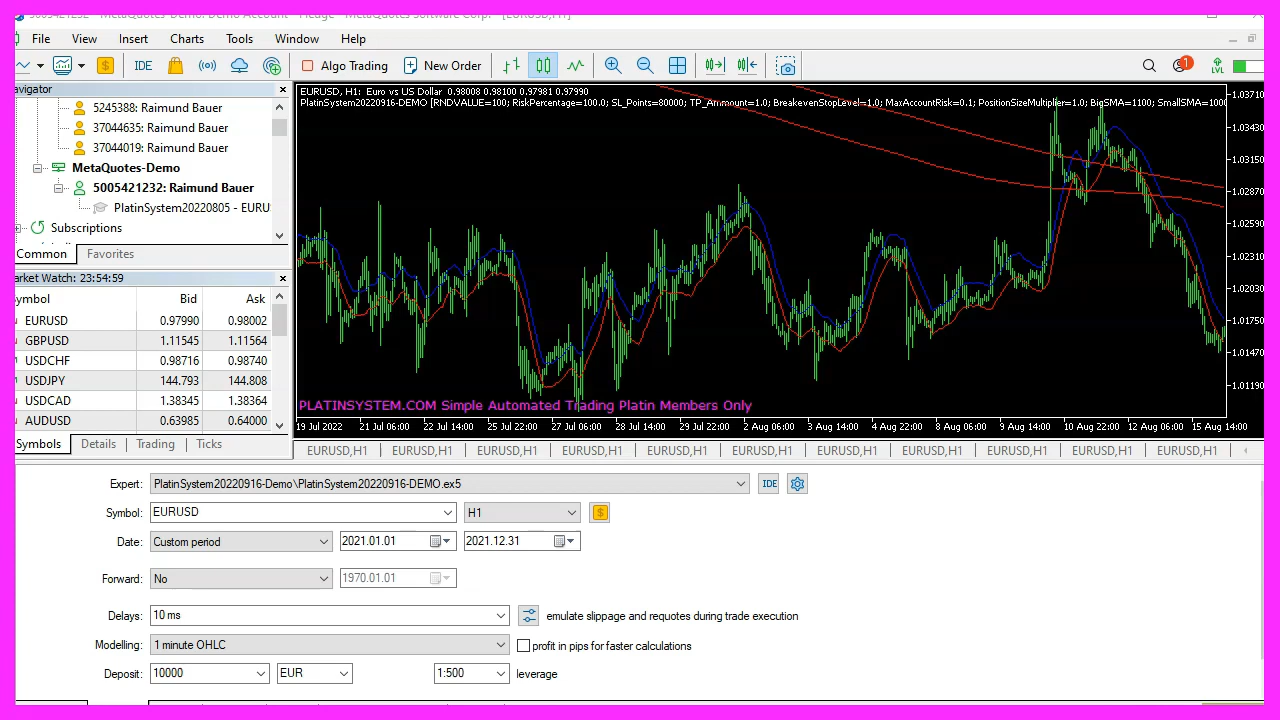 File View Insert Charts Tools Window Help
IDE Algo Trading New Order 1 LVL
avigator
5245388: Raimund Bauer
37044635: Raimund Bauer
37044019: Raimund Bauer
MetaQuotes-Demo
5005421232: Raimund Bauer
PlatinSystem20220805 - EURU
Subscriptions
Common Favorites
arket Watch: 23:54:59
ymbol Bid Ask
EURUSD 0.97990 0.98002
GBPUSD 1.11545 1.11564
USDCHF 0.98716 0.98740
USDJPY 144.793 144.808
USDCAD 1.38345 1.38364
AUDUSD 0.63985 0.64000
Symbols Details Trading Ticks
EURUSD, H1: Euro vs US Dollar 0.98008 0.98100 0.97981 0.97990
PlatinSystem20220916-DEMO [RNDVALUE=100; RiskPercentage=100.0; SL_Points=80000; TP_Ammount=1.0; BreakevenStopLevel=1.0; MaxAccountRisk=0.1; PositionSizeMultiplier=1.0; BigSMA=1100; SmallSMA=1000
1.03710
1.03430
1.03150
1.02870
1.02590
1.02310
1.02030
1.01750
1.01470
1.01190
PLATINSYSTEM.COM Simple Automated Trading Platin Members Only
19 Jul 2022 21 Jul 06:00 22 Jul 14:00 25 Jul 22:00 27 Jul 06:00 28 Jul 14:00 29 Jul 22:00 2 Aug 06:00 3 Aug 14:00 4 Aug 22:00 8 Aug 06:00 9 Aug 14:00 10 Aug 22:00 12 Aug 06:00 15 Aug 14:00
EURUSD,H1 EURUSD,H1 EURUSD,H1 EURUSD,H1 EURUSD,H1 EURUSD,H1 EURUSD,H1 EURUSD,H1 EURUSD,H1 EURUSD,H1 EURUSD,H1
Expert: PlatinSystem20220916-Demo\PlatinSystem20220916-DEMO.ex5 IDE
Symbol: EURUSD H1
Date: Custom period 2021.01.01 2021.12.31
Forward: No 1970.01.01
Delays: 10 ms emulate slippage and requotes during trade execution
Modelling: 1 minute OHLC profit in pips for faster calculations
Deposit: 10000 EUR 1:500 leverage